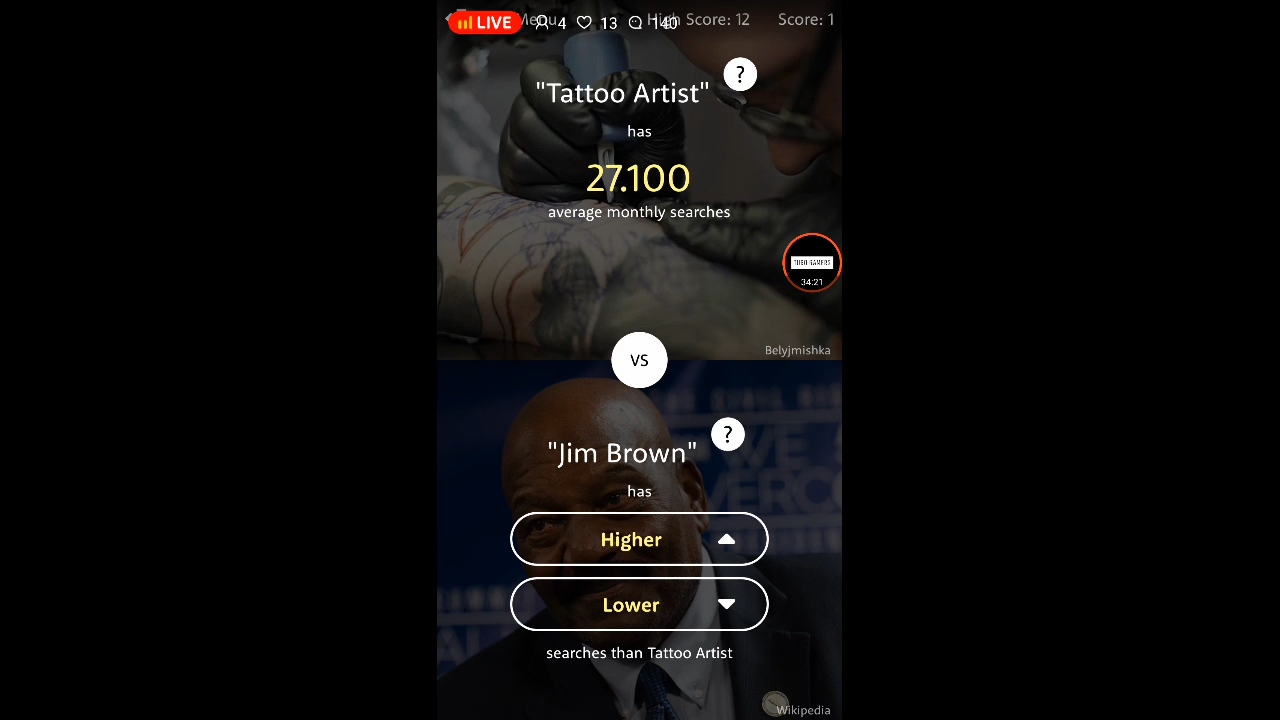 Menu
High Score: 12
Score: 1
LIVE 4 13 140
"Tattoo Artist"
?
has
27.100
average monthly searches
34:21
Belyjmishka
VS
"Jim Brown"
?
has
Higher
Lower
searches than Tattoo Artist
Wikipedia